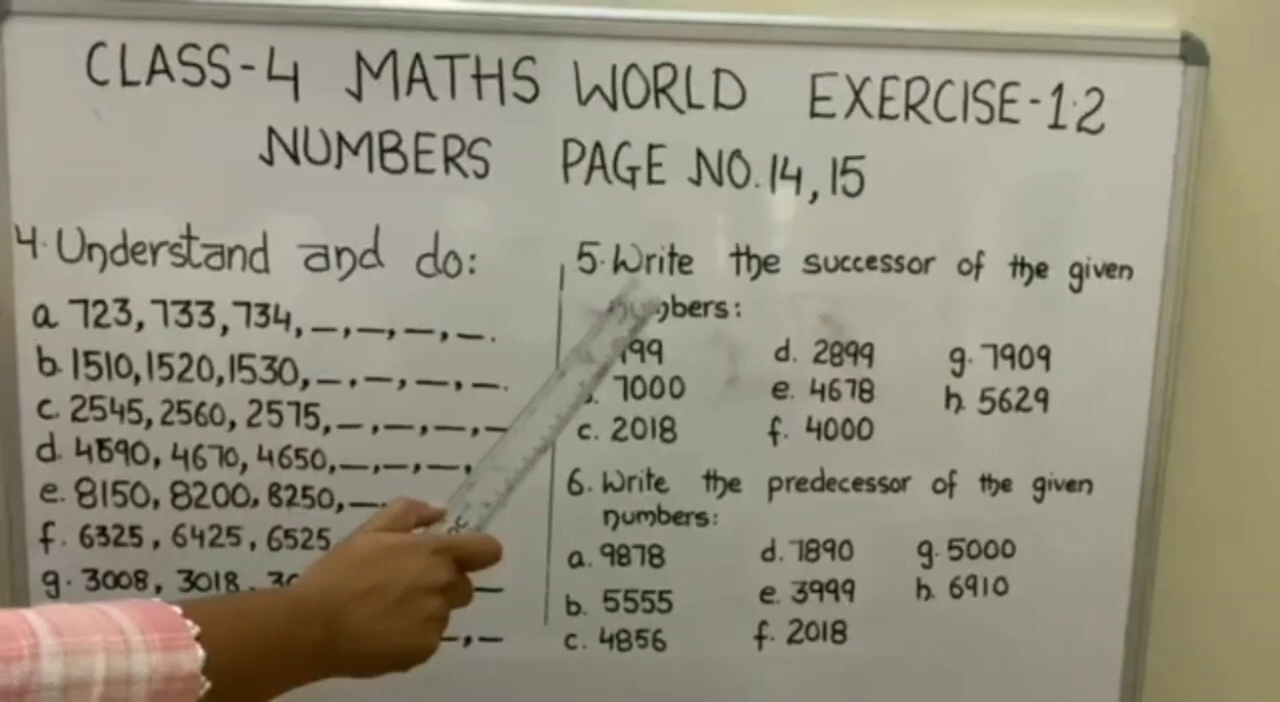 CLASS-4 MATHS WORLD EXERCISE-1.2
NUMBERS PAGE NO.14,15
4. Understand and do:
a 723, 733, 734, _, _, _, _.
b. 1510, 1520, 1530, _, _, _, _.
c. 2545, 2560, 2575, _, _, _, _
d. 4690, 4670, 4650, _, _, _,
e. 8150, 8200, 8250, _
f. 6325, 6425, 6525
g. 3008, 3018,
_, _
5. Write the successor of the given
numbers:
199 d. 2899 g. 7909
7000 e. 4678 h. 5629
c. 2018 f. 4000
6. Write the predecessor of the given
numbers:
a. 9878 d. 7890 g. 5000
b. 5555 e. 3999 h. 6910
c. 4856 f. 2018